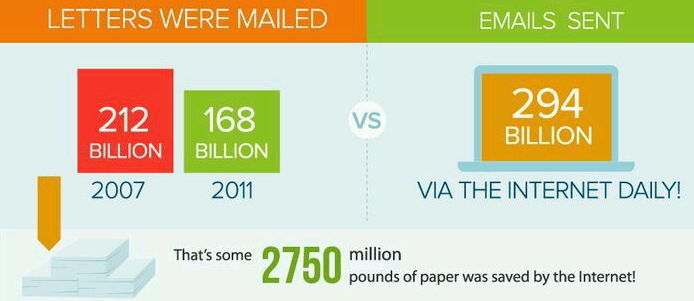 LETTERS WERE MAILED
EMAILS SENT
212
BILLION
2007
168
BILLION
2011
VS
294
BILLION
VIA THE INTERNET DAILY!
That's some 2750 million
pounds of paper was saved by the Internet!